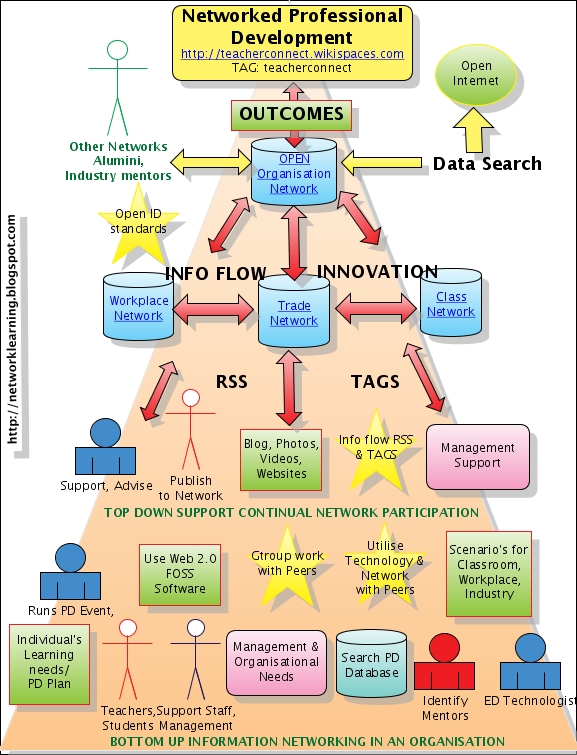 Networked Professional
Development
http://teacherconnect.wikispaces.com
TAG: teacherconnect
Open
Internet
OUTCOMES
Other Networks
Alumini,
Industry mentors
OPEN
Organisation
Network
Data Search
Open ID
standards
http://networklearning.blogspot.com
INFO FLOW
INNOVATION
Workplace
Network
Trade
Network
Class
Network
RSS
TAGS
Support, Advise
Publish
to Network
Blog, Photos,
Videos,
Websites
Info flow RSS
& TAGS
Management
Support
TOP DOWN SUPPORT CONTINUAL NETWORK PARTICIPATION
Runs PD Event,
Use Web 2.0
FOSS
Software
Gtroup work
with Peers
Utilise
Technology &
Network
with Peers
Scenario's for
Classroom,
Workplace,
Industry
Individual's
Learning
needs/
PD Plan
Teachers,
Students
Support Staff,
Management
Management &
Organisational
Needs
Search PD
Database
Identify
Mentors
ED Technologist
BOTTOM UP INFORMATION NETWORKING IN AN ORGANISATION